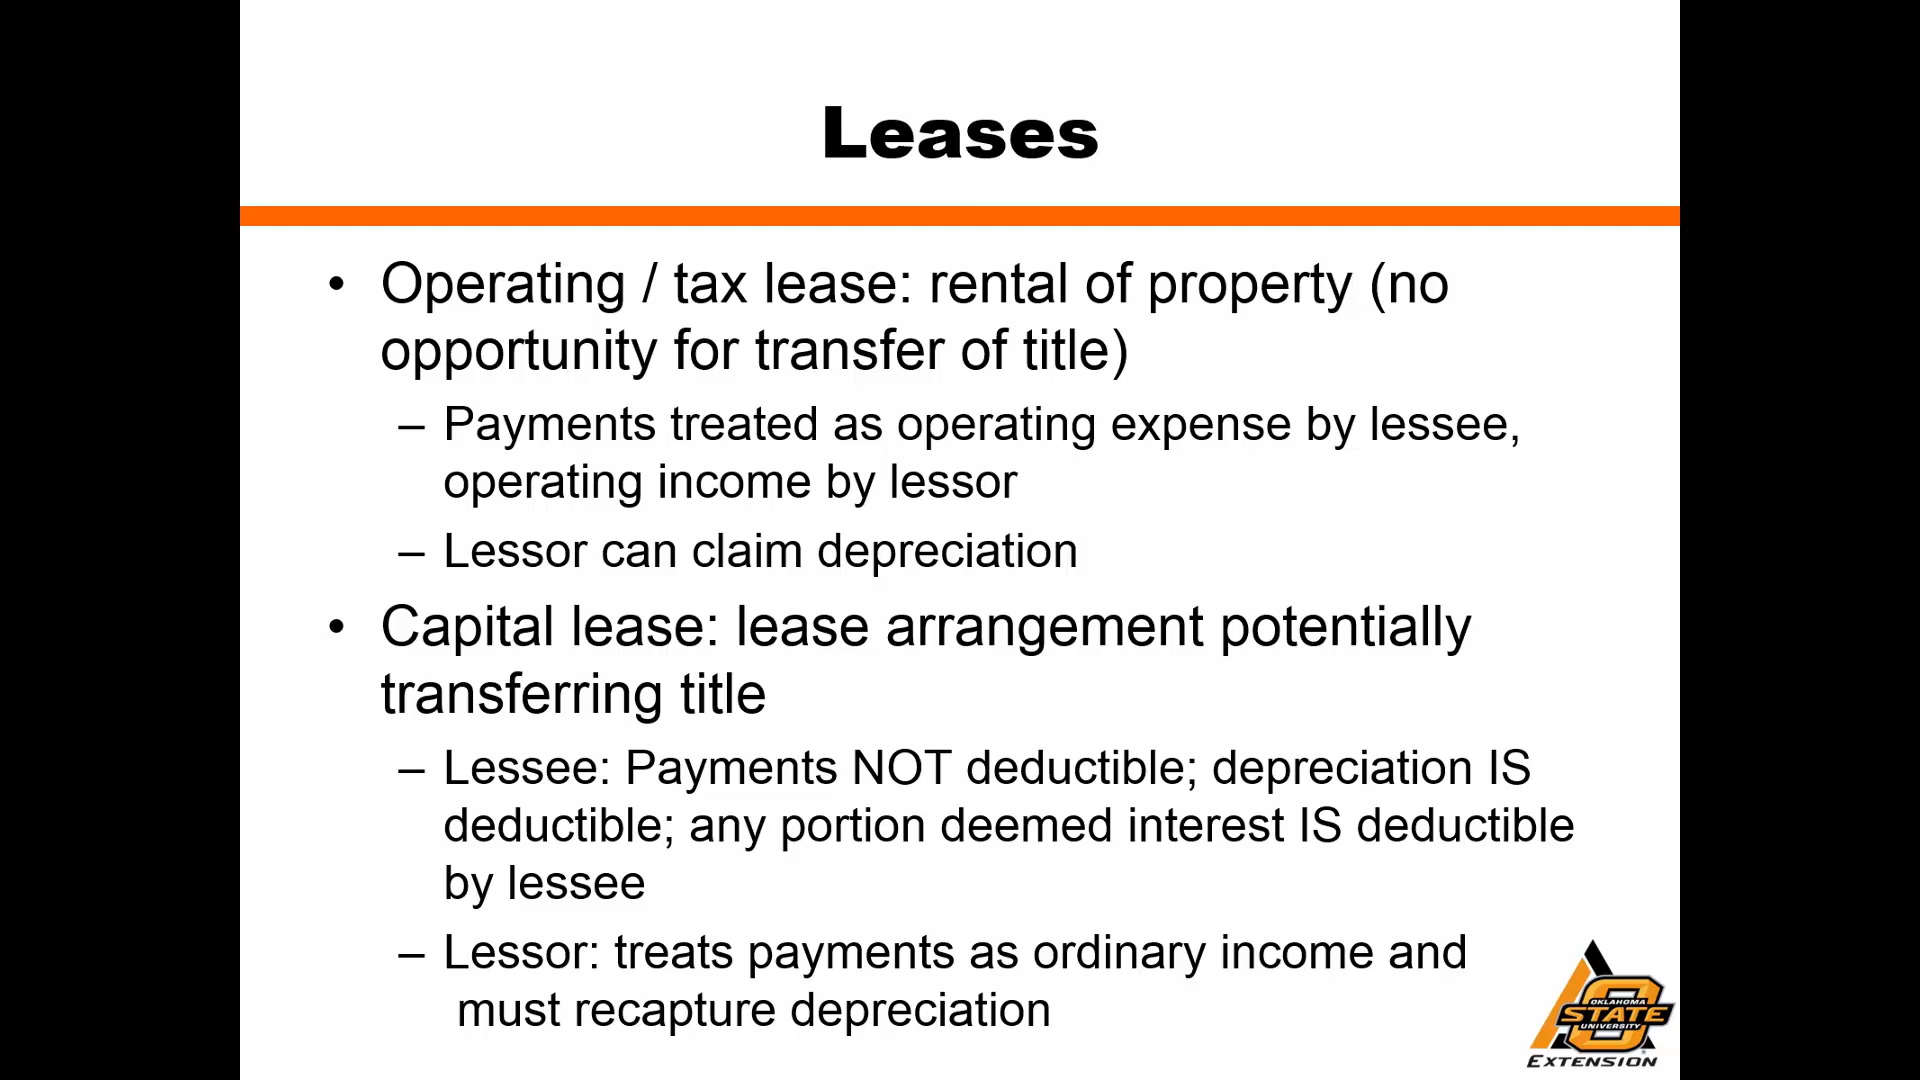 Leases
• Operating / tax lease: rental of property (no
opportunity for transfer of title)
– Payments treated as operating expense by lessee,
operating income by lessor
– Lessor can claim depreciation
• Capital lease: lease arrangement potentially
transferring title
– Lessee: Payments NOT deductible; depreciation IS
deductible; any portion deemed interest IS deductible
by lessee
– Lessor: treats payments as ordinary income and
must recapture depreciation
OKLAHOMA
STATE
UNIVERSITY
EXTENSION